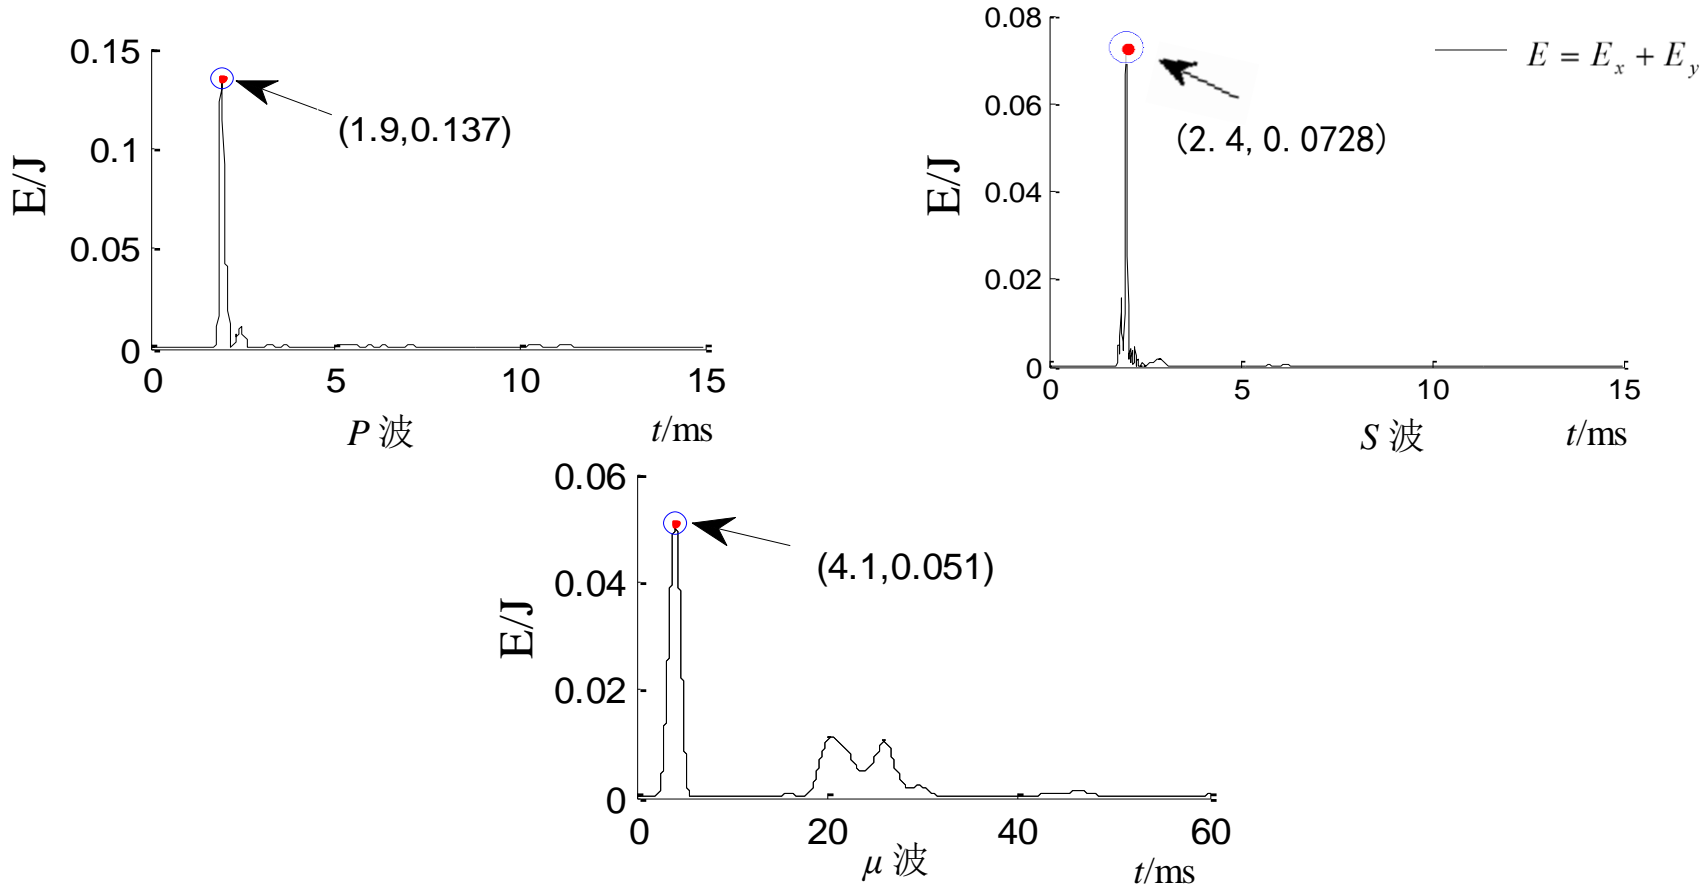 0.15
0.1
0.05
0
E/J
(1.9,0.137)
0 5 10 15
P 波 t/ms
0.08
0.06
0.04
0.02
0
E/J
(2.4,0.0728)
E = Eₓ + Eᵧ
0 5 10 15
S 波 t/ms
0.06
0.04
0.02
0
E/J
(4.1,0.051)
0 20 40 60
μ 波 t/ms